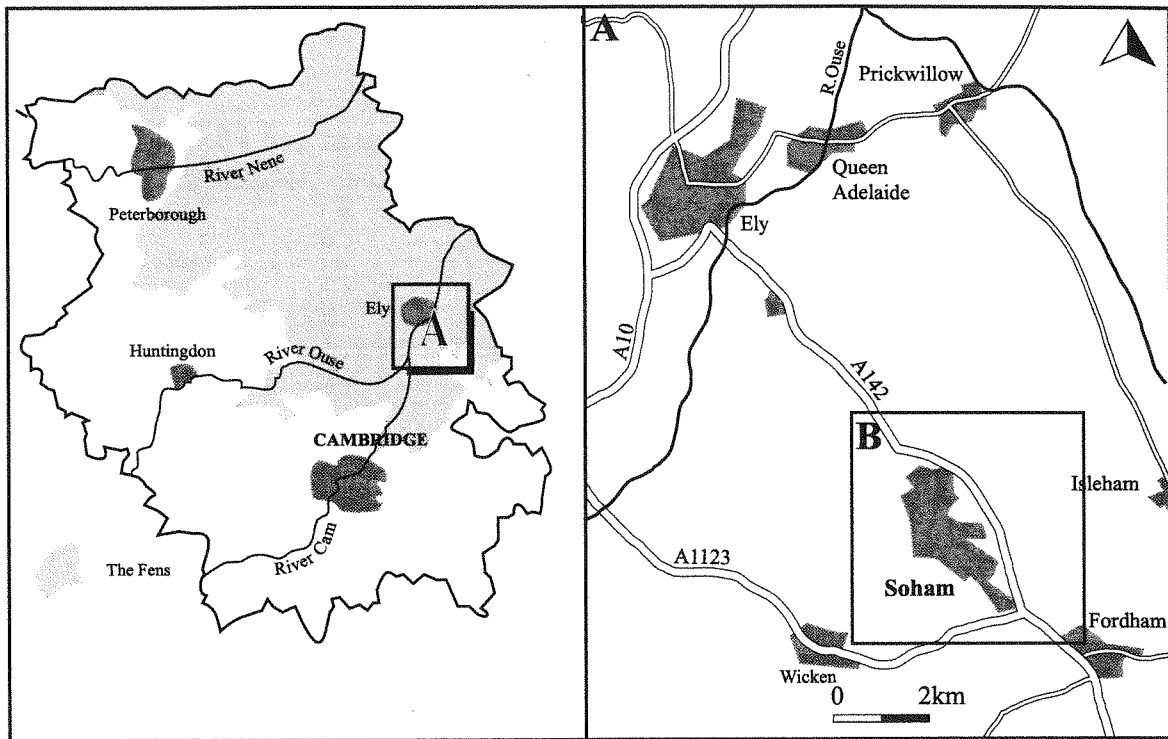 River Nene
Peterborough
Ely
A
Huntingdon
River Ouse
CAMBRIDGE
River Cam
The Fens
A
R. Ouse
Prickwillow
Queen
Adelaide
Ely
A10
A142
B
Isleham
A1123
Soham
Fordham
Wicken
0 2km